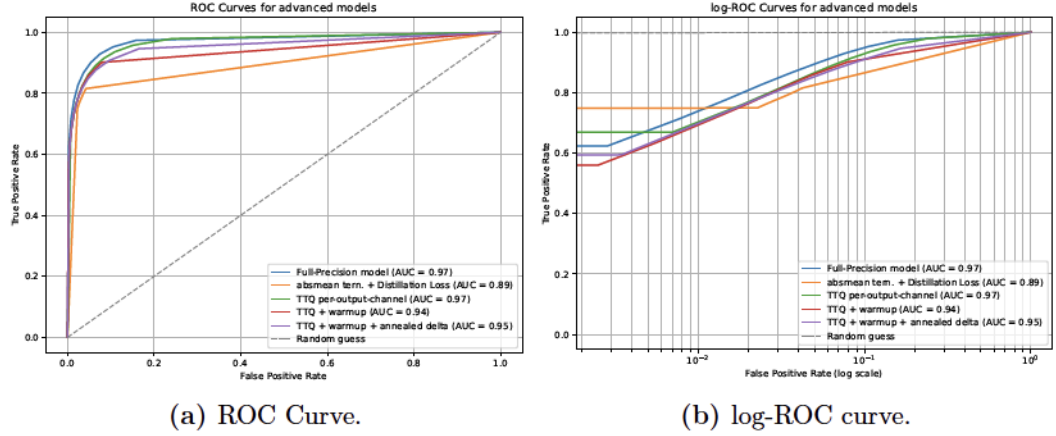 ROC Curves for advanced models
1.0
0.8
0.6
0.4
0.2
0.0
True Positive Rate
0.0 0.2 0.4 0.6 0.8 1.0
False Positive Rate
Full-Precision model (AUC = 0.97)
absmean tern. + Distillation Loss (AUC = 0.89)
TTQ per-output-channel (AUC = 0.97)
TTQ + warmup (AUC = 0.94)
TTQ + warmup + annealed delta (AUC = 0.95)
Random guess
(a) ROC Curve.
log-ROC Curves for advanced models
1.0
0.8
0.6
0.4
0.2
0.0
True Positive Rate
10⁻² 10⁻¹ 10⁰
False Positive Rate (log scale)
Full-Precision model (AUC = 0.97)
absmean tern. + Distillation Loss (AUC = 0.89)
TTQ per-output-channel (AUC = 0.97)
TTQ + warmup (AUC = 0.94)
TTQ + warmup + annealed delta (AUC = 0.95)
Random guess
(b) log-ROC curve.